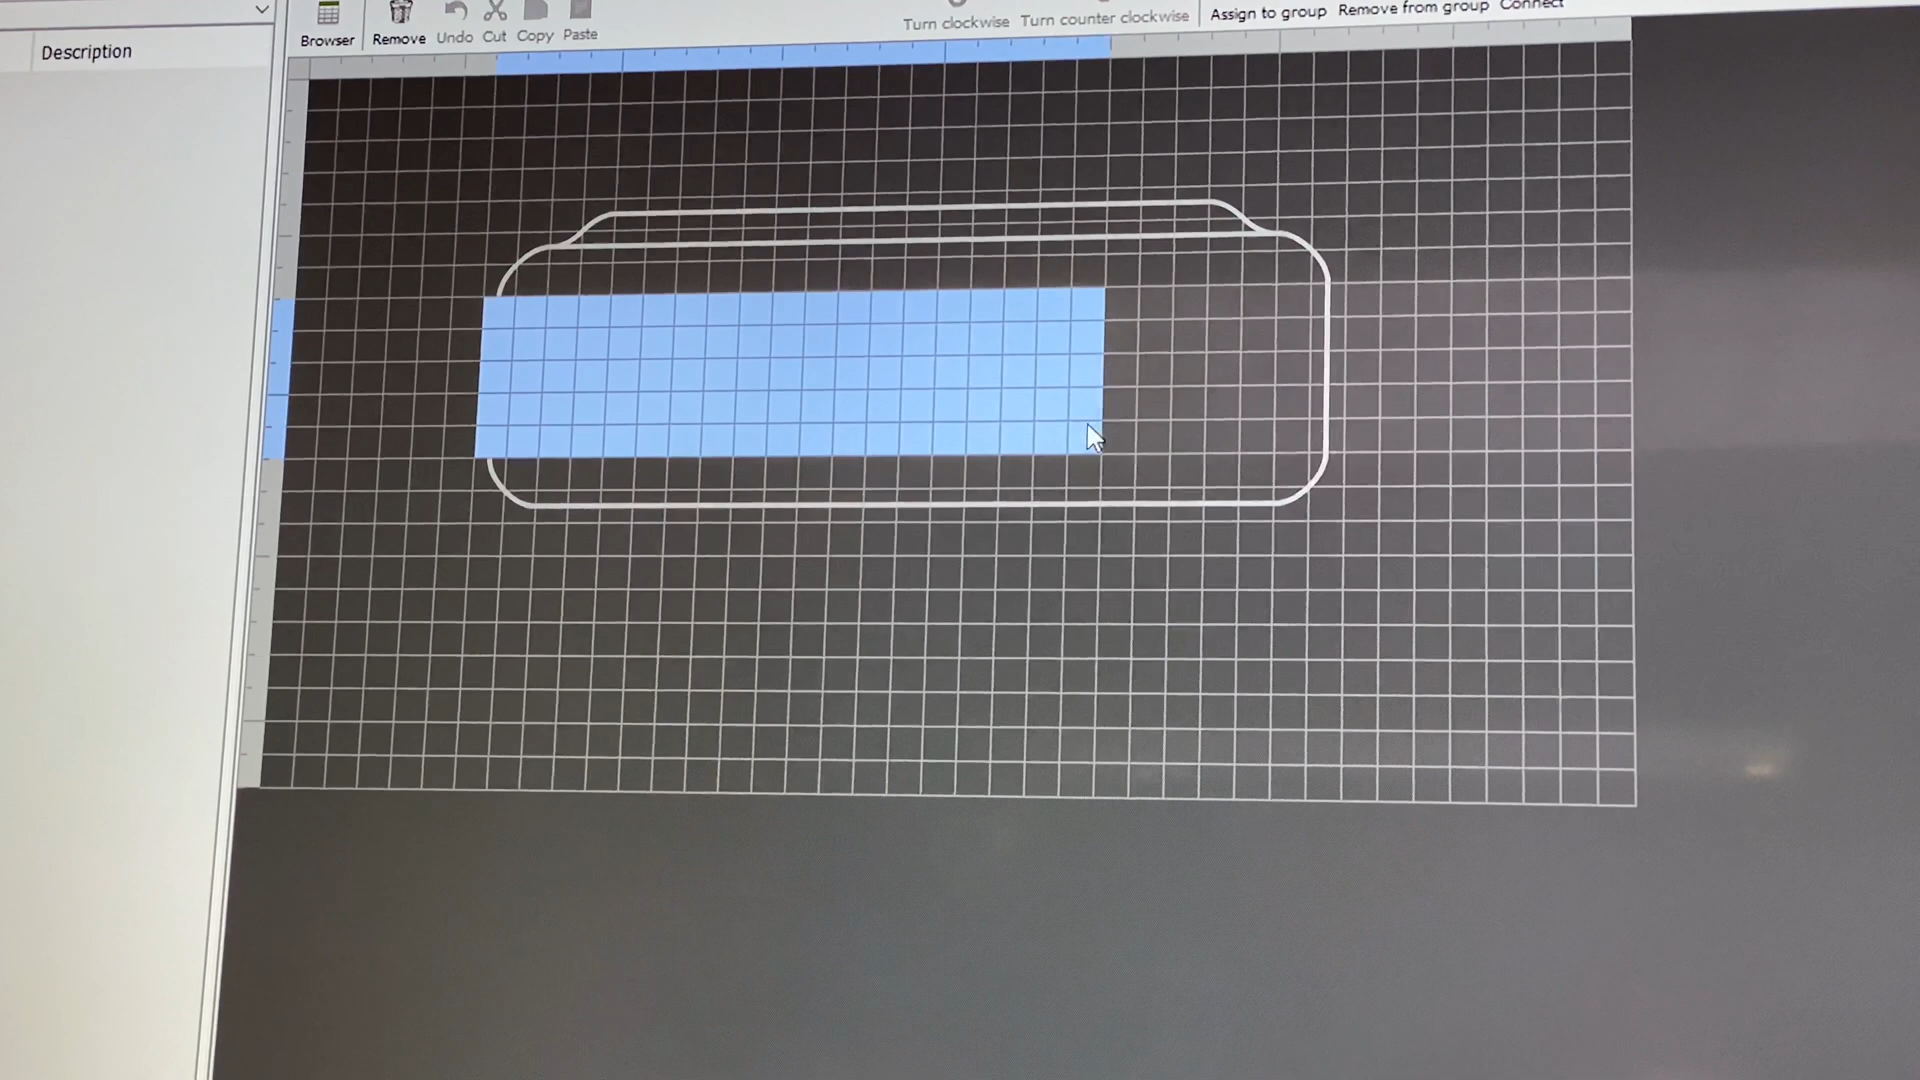 Description
Browser
Remove
Undo
Cut
Copy
Paste
Turn clockwise
Turn counter clockwise
Assign to group
Remove from group
Connect